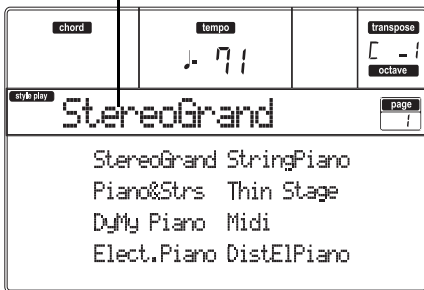 chord tempo transpose
♩- 71 C -1
octave
style play page
StereoGrand 1
StereoGrand StringPiano
Piano&Strs Thin Stage
DyMy Piano Midi
Elect.Piano DistElPiano